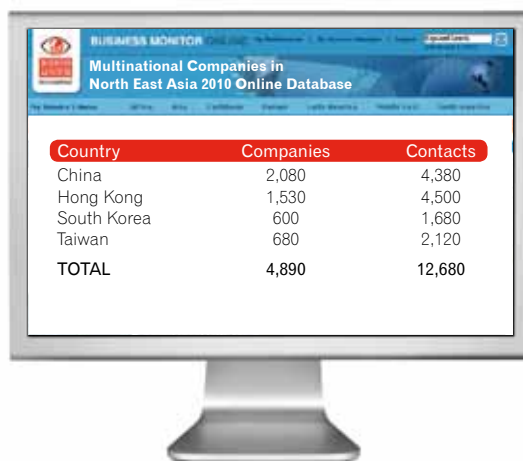 BUSINESS MONITOR ONLINE
Multinational Companies in
North East Asia 2010 Online Database
Country Companies Contacts
China 2,080 4,380
Hong Kong 1,530 4,500
South Korea 600 1,680
Taiwan 680 2,120
TOTAL 4,890 12,680